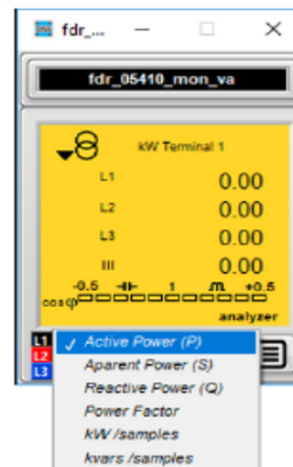 fdr_...
fdr_05410_mon_va
kW Terminal 1
L1 0.00
L2 0.00
L3 0.00
III 0.00
-0.5 1 +0.5
cosφ
analyzer
L1
L2
L3
✓ Active Power (P)
Aparent Power (S)
Reactive Power (Q)
Power Factor
kW /samples
kvars /samples